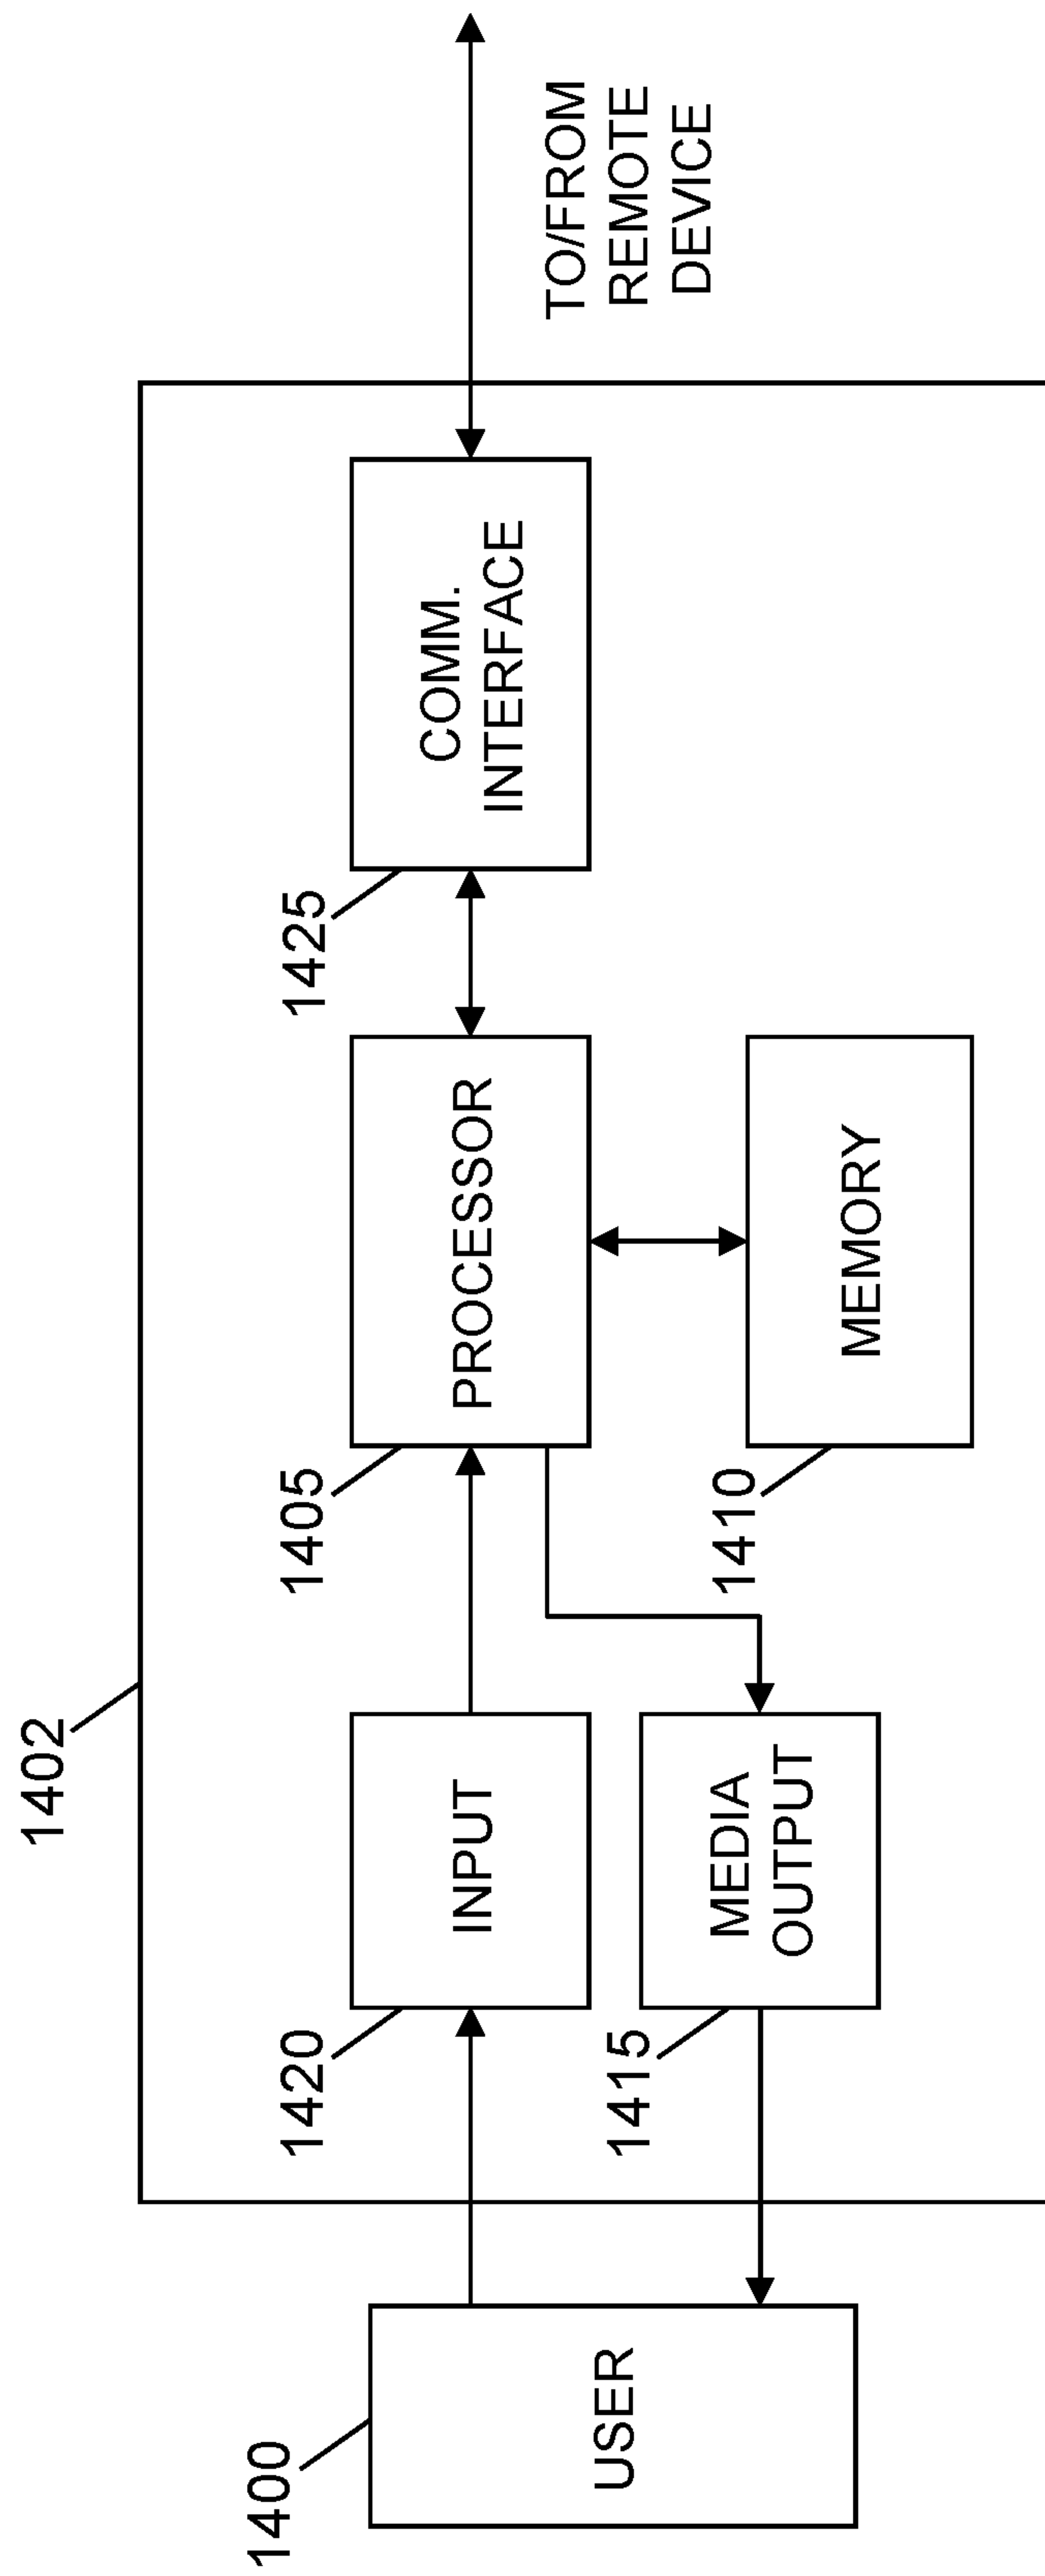 1402
1400
USER
1420
INPUT
1415
MEDIA
OUTPUT
1405
PROCESSOR
1410
MEMORY
1425
COMM.
INTERFACE
TO/FROM
REMOTE
DEVICE